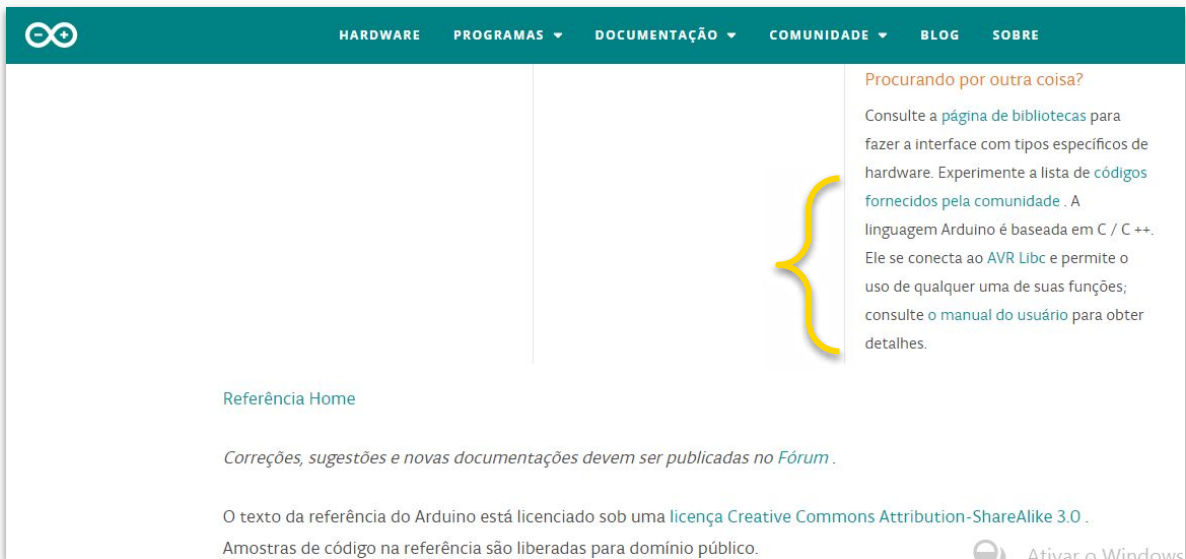 HARDWARE PROGRAMAS DOCUMENTAÇÃO COMUNIDADE BLOG SOBRE
Procurando por outra coisa?
Consulte a página de bibliotecas para
fazer a interface com tipos específicos de
hardware. Experimente a lista de códigos
fornecidos pela comunidade . A
linguagem Arduino é baseada em C / C ++.
Ele se conecta ao AVR Libc e permite o
uso de qualquer uma de suas funções;
consulte o manual do usuário para obter
detalhes.
Referência Home
Correções, sugestões e novas documentações devem ser publicadas no Fórum .
O texto da referência do Arduino está licenciado sob uma licença Creative Commons Attribution-ShareAlike 3.0 .
Amostras de código na referência são liberadas para domínio público.
Ativar o Windows